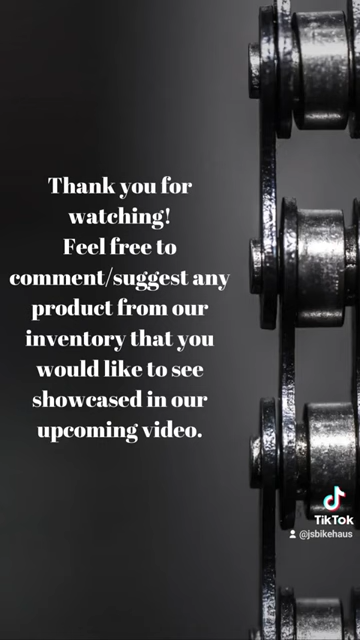 Thank you for
watching!
Feel free to
comment/suggest any
product from our
inventory that you
would like to see
showcased in our
upcoming video.
TikTok
@jsbikehaus